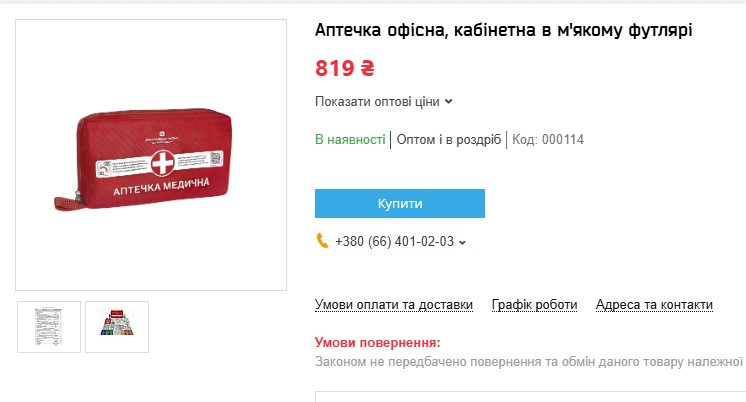 Аптечка офісна, кабінетна в м'якому футлярі
819 ₴
Показати оптові ціни
В наявності Оптом і в роздріб Код: 000114
АПТЕЧКА МЕДИЧНА
Купити
+380 (66) 401-02-03
Умови оплати та доставки Графік роботи Адреса та контакти
Умови повернення:
Законом не передбачено повернення та обмін даного товару належної